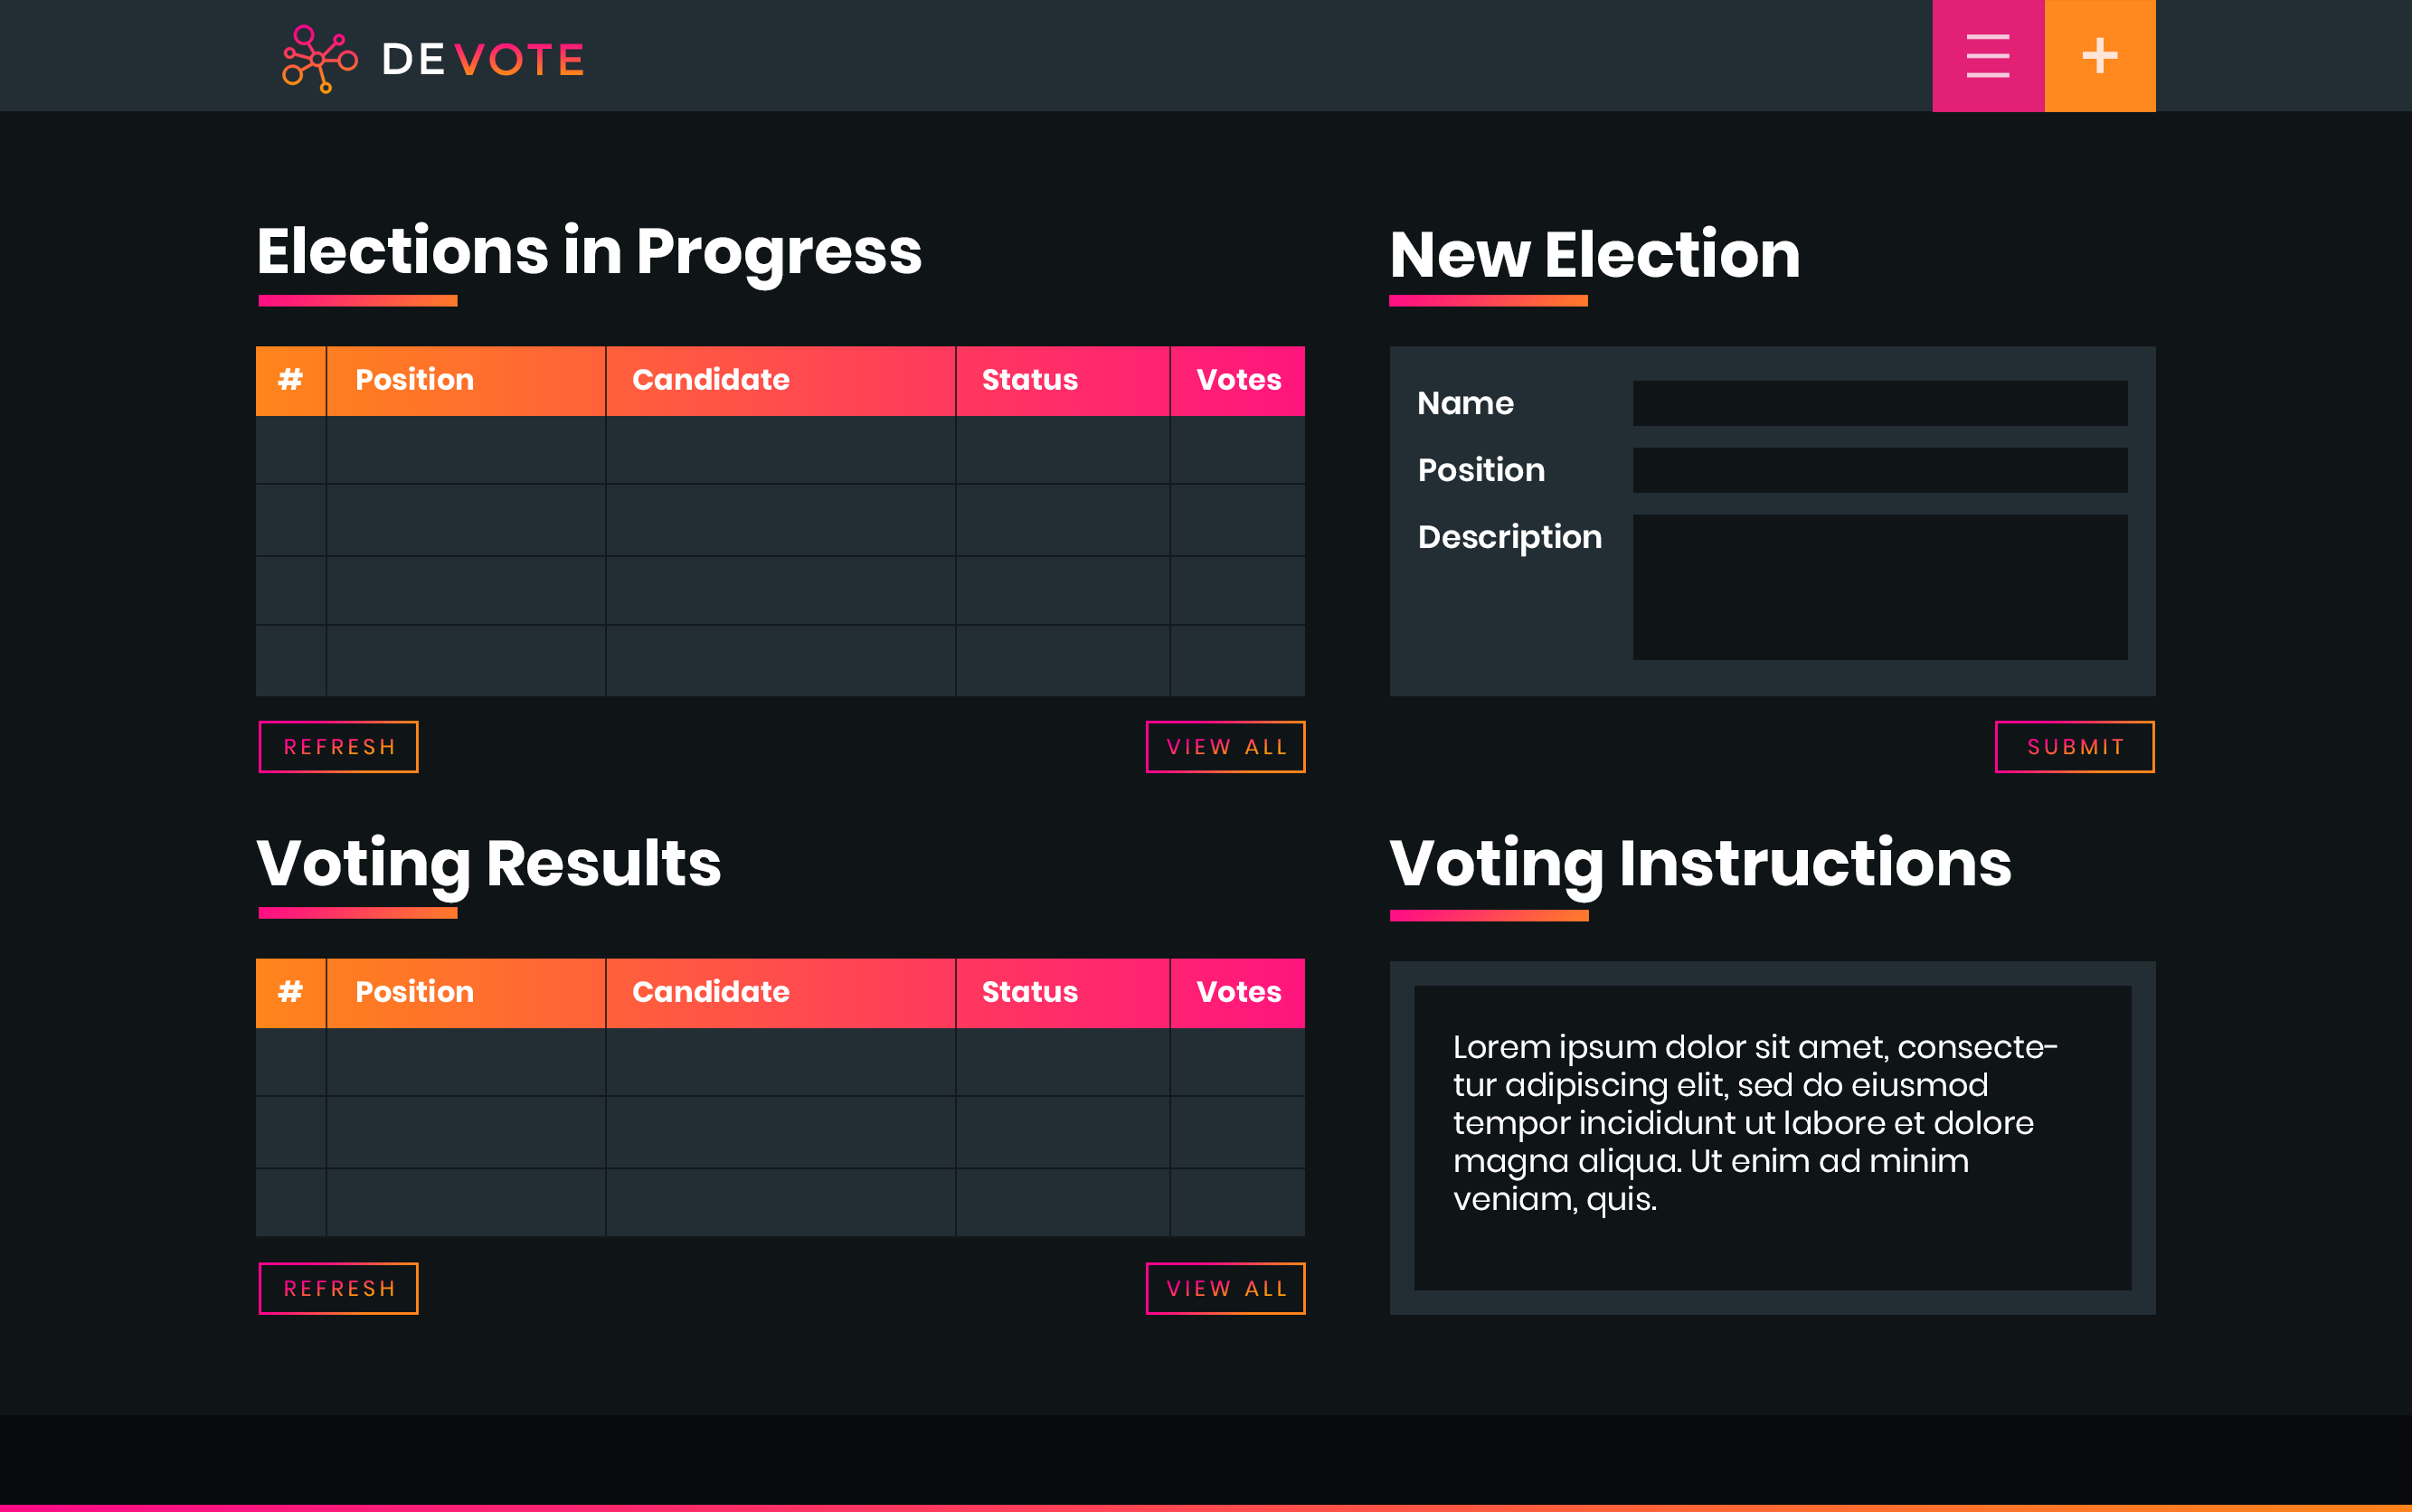 DEVOTE
Elections in Progress
# Position Candidate Status Votes
REFRESH VIEW ALL
New Election
Name
Position
Description
SUBMIT
Voting Results
# Position Candidate Status Votes
REFRESH VIEW ALL
Voting Instructions
Lorem ipsum dolor sit amet, consecte-
tur adipiscing elit, sed do eiusmod
tempor incididunt ut labore et dolore
magna aliqua. Ut enim ad minim
veniam, quis.